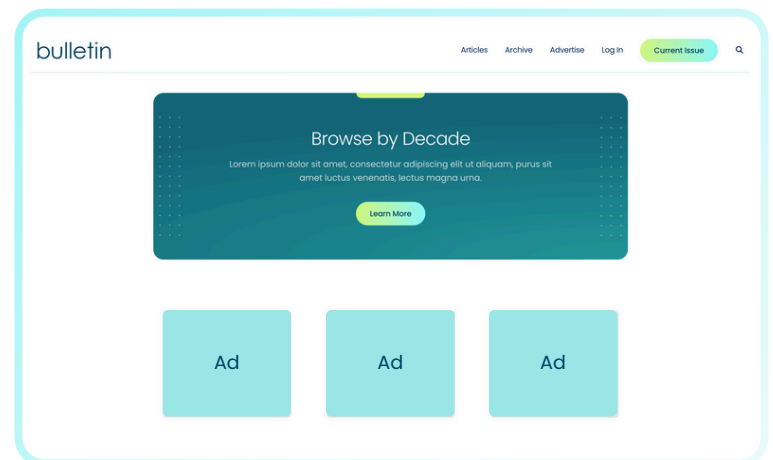 bulletin
Articles Archive Advertise Log In Current Issue
Browse by Decade
Lorem ipsum dolor sit amet, consectetur adipiscing elit ut aliquam, purus sit
amet luctus venenatis, lectus magna urna.
Learn More
Ad Ad Ad